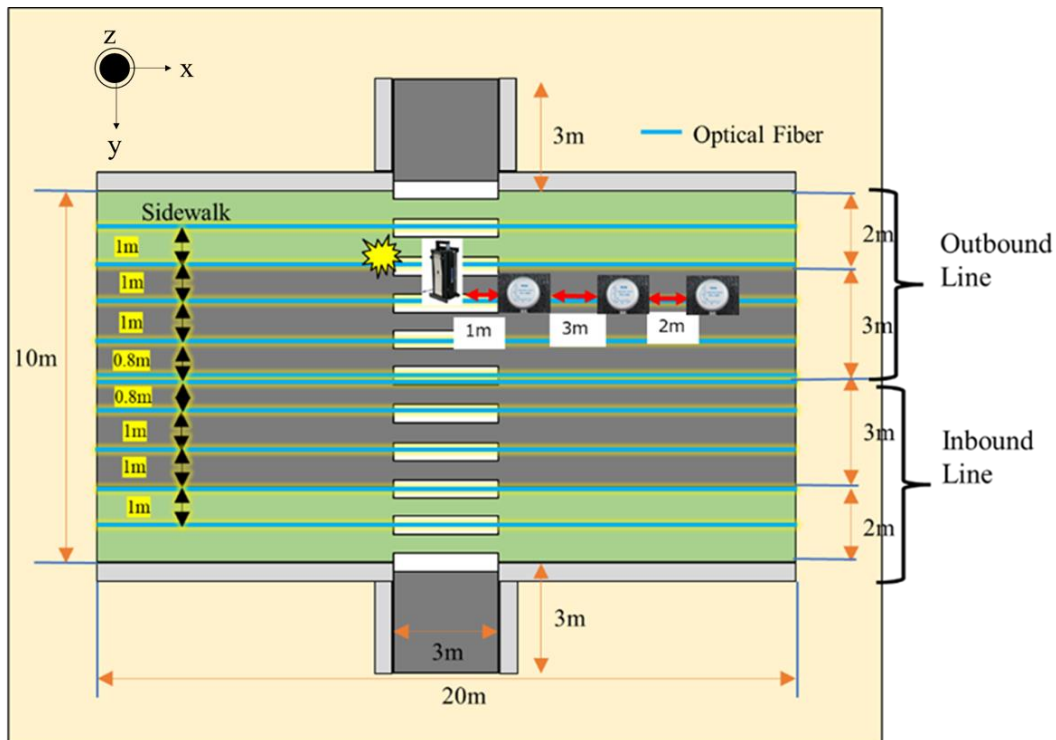 z
x
y
3m
Optical Fiber
Sidewalk
1m
1m
1m
0.8m
0.8m
1m
1m
1m
10m
1m
3m
2m
2m
3m
3m
2m
Outbound
Line
Inbound
Line
3m
3m
20m